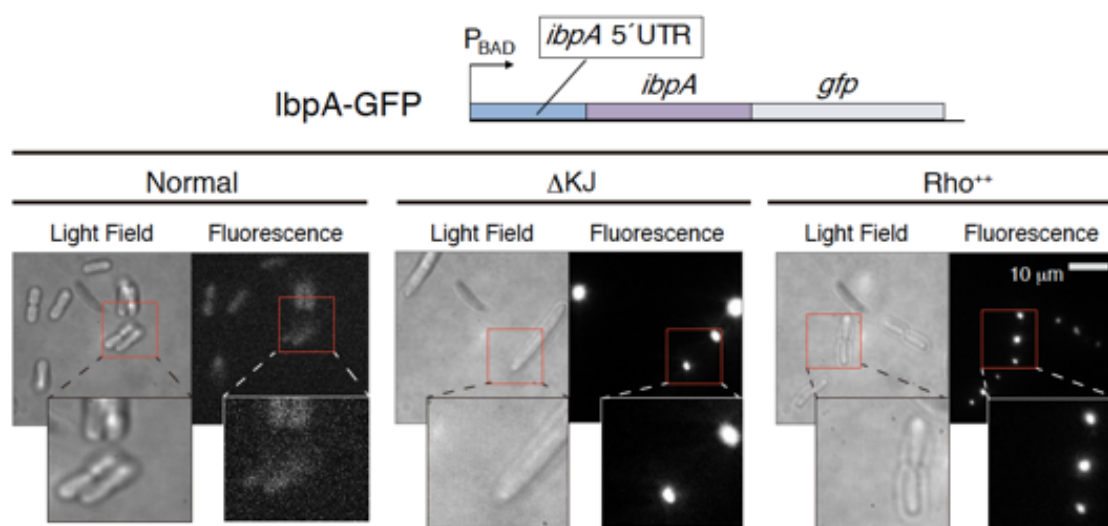 P_BAD
ibpA 5´UTR
IbpA-GFP
ibpA
gfp
Normal
ΔKJ
Rho⁺⁺
Light Field
Fluorescence
Light Field
Fluorescence
Light Field
Fluorescence
10 μm